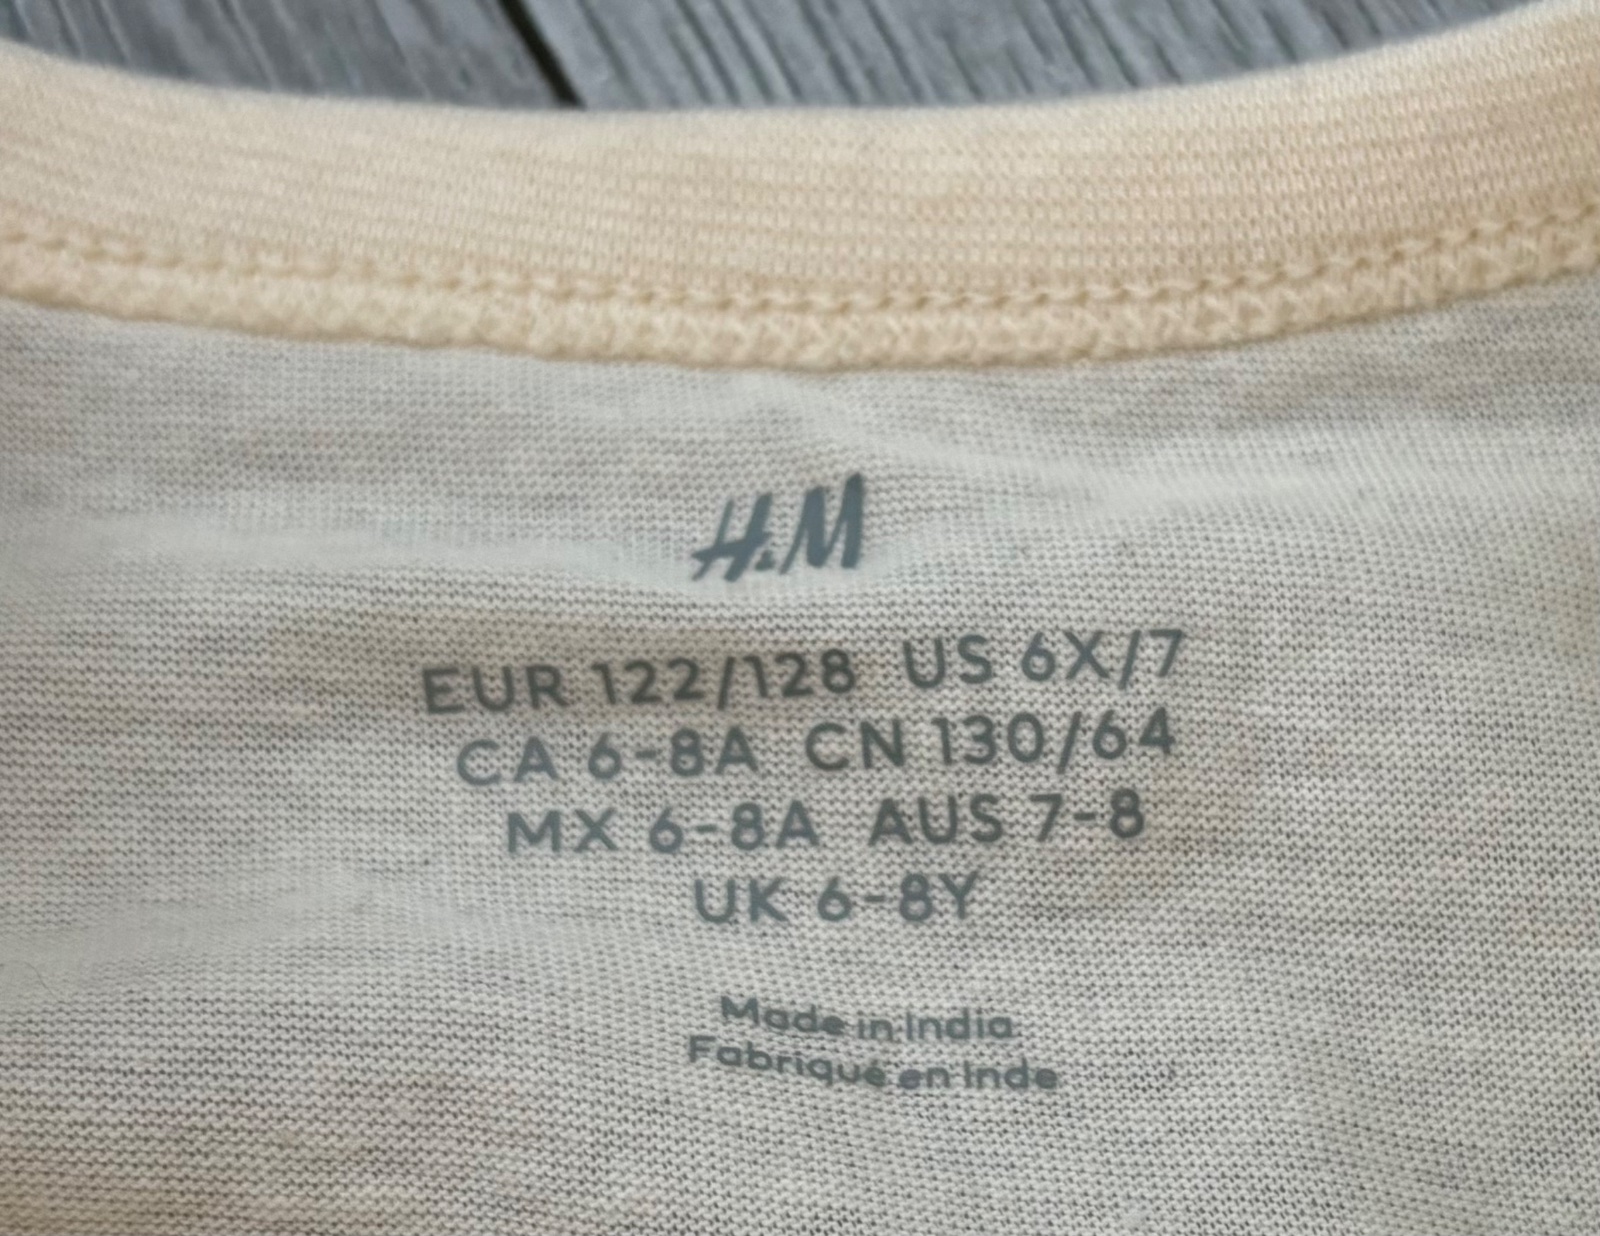 H&M
EUR 122/128 US 6X/7
CA 6-8A CN 130/64
MX 6-8A AUS 7-8
UK 6-8Y
Made in India
Fabriqué en Inde